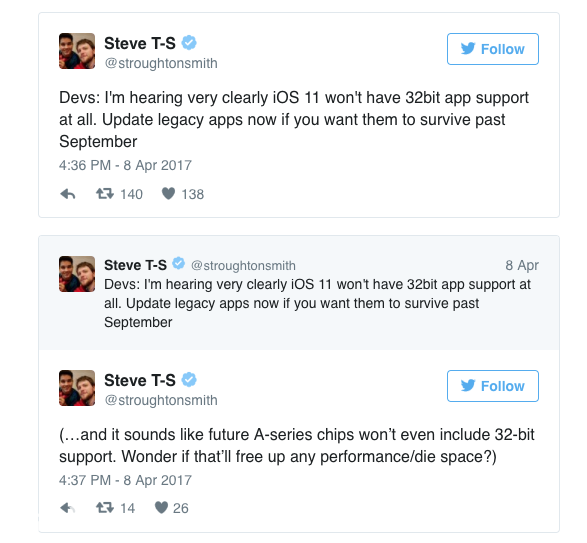 Steve T-S
@stroughtonsmith
Follow
Devs: I'm hearing very clearly iOS 11 won't have 32bit app support
at all. Update legacy apps now if you want them to survive past
September
4:36 PM - 8 Apr 2017
140 138
Steve T-S @stroughtonsmith 8 Apr
Devs: I'm hearing very clearly iOS 11 won't have 32bit app support at
all. Update legacy apps now if you want them to survive past
September
Steve T-S
@stroughtonsmith
Follow
(…and it sounds like future A-series chips won’t even include 32-bit
support. Wonder if that’ll free up any performance/die space?)
4:37 PM - 8 Apr 2017
14 26